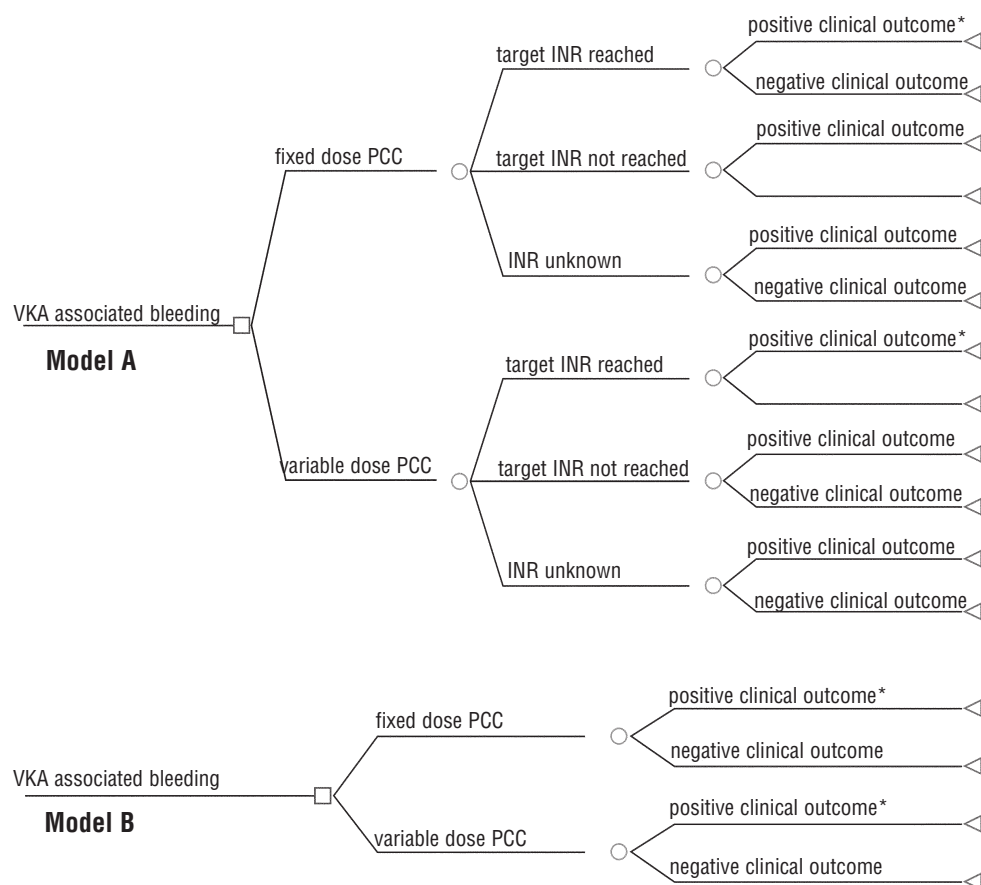 positive clinical outcome*
target INR reached
negative clinical outcome
positive clinical outcome
fixed dose PCC
target INR not reached
positive clinical outcome
INR unknown
negative clinical outcome
VKA associated bleeding
Model A
positive clinical outcome*
target INR reached
positive clinical outcome
variable dose PCC
target INR not reached
negative clinical outcome
positive clinical outcome
INR unknown
negative clinical outcome
positive clinical outcome*
fixed dose PCC
negative clinical outcome
VKA associated bleeding
Model B
positive clinical outcome*
variable dose PCC
negative clinical outcome